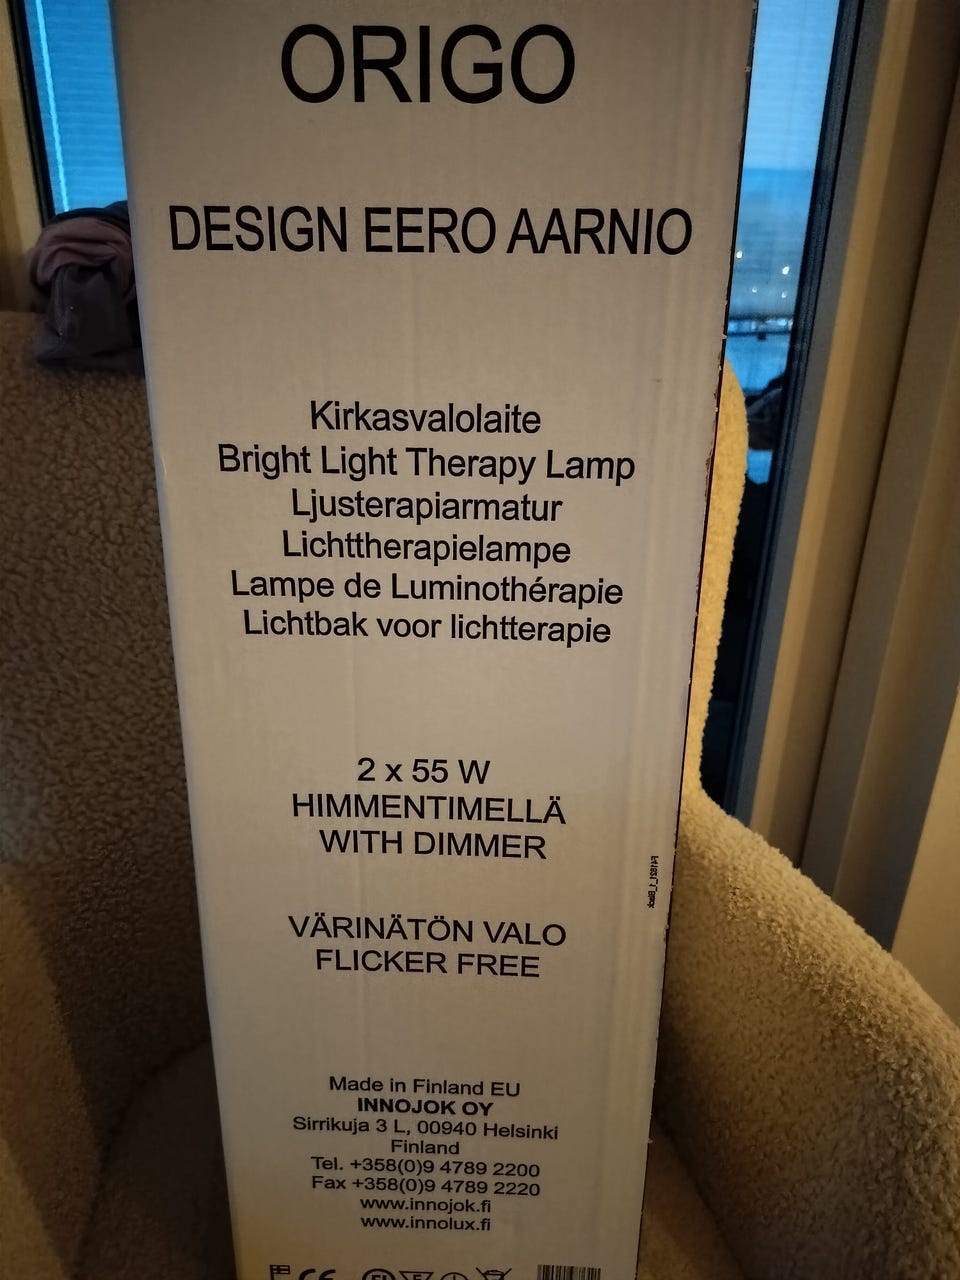 ORIGO
DESIGN EERO AARNIO
Kirkasvalolaite
Bright Light Therapy Lamp
Ljusterapiarmatur
Lichttherapielampe
Lampe de Luminothérapie
Lichtbak voor lichtterapie
2 x 55 W
HIMMENTIMELLÄ
WITH DIMMER
VÄRINÄTÖN VALO
FLICKER FREE
Made in Finland EU
INNOJOK OY
Sirrikuja 3 L, 00940 Helsinki
Finland
Tel. +358(0)9 4789 2200
Fax +358(0)9 4789 2220
www.innojok.fi
www.innolux.fi
CE FI